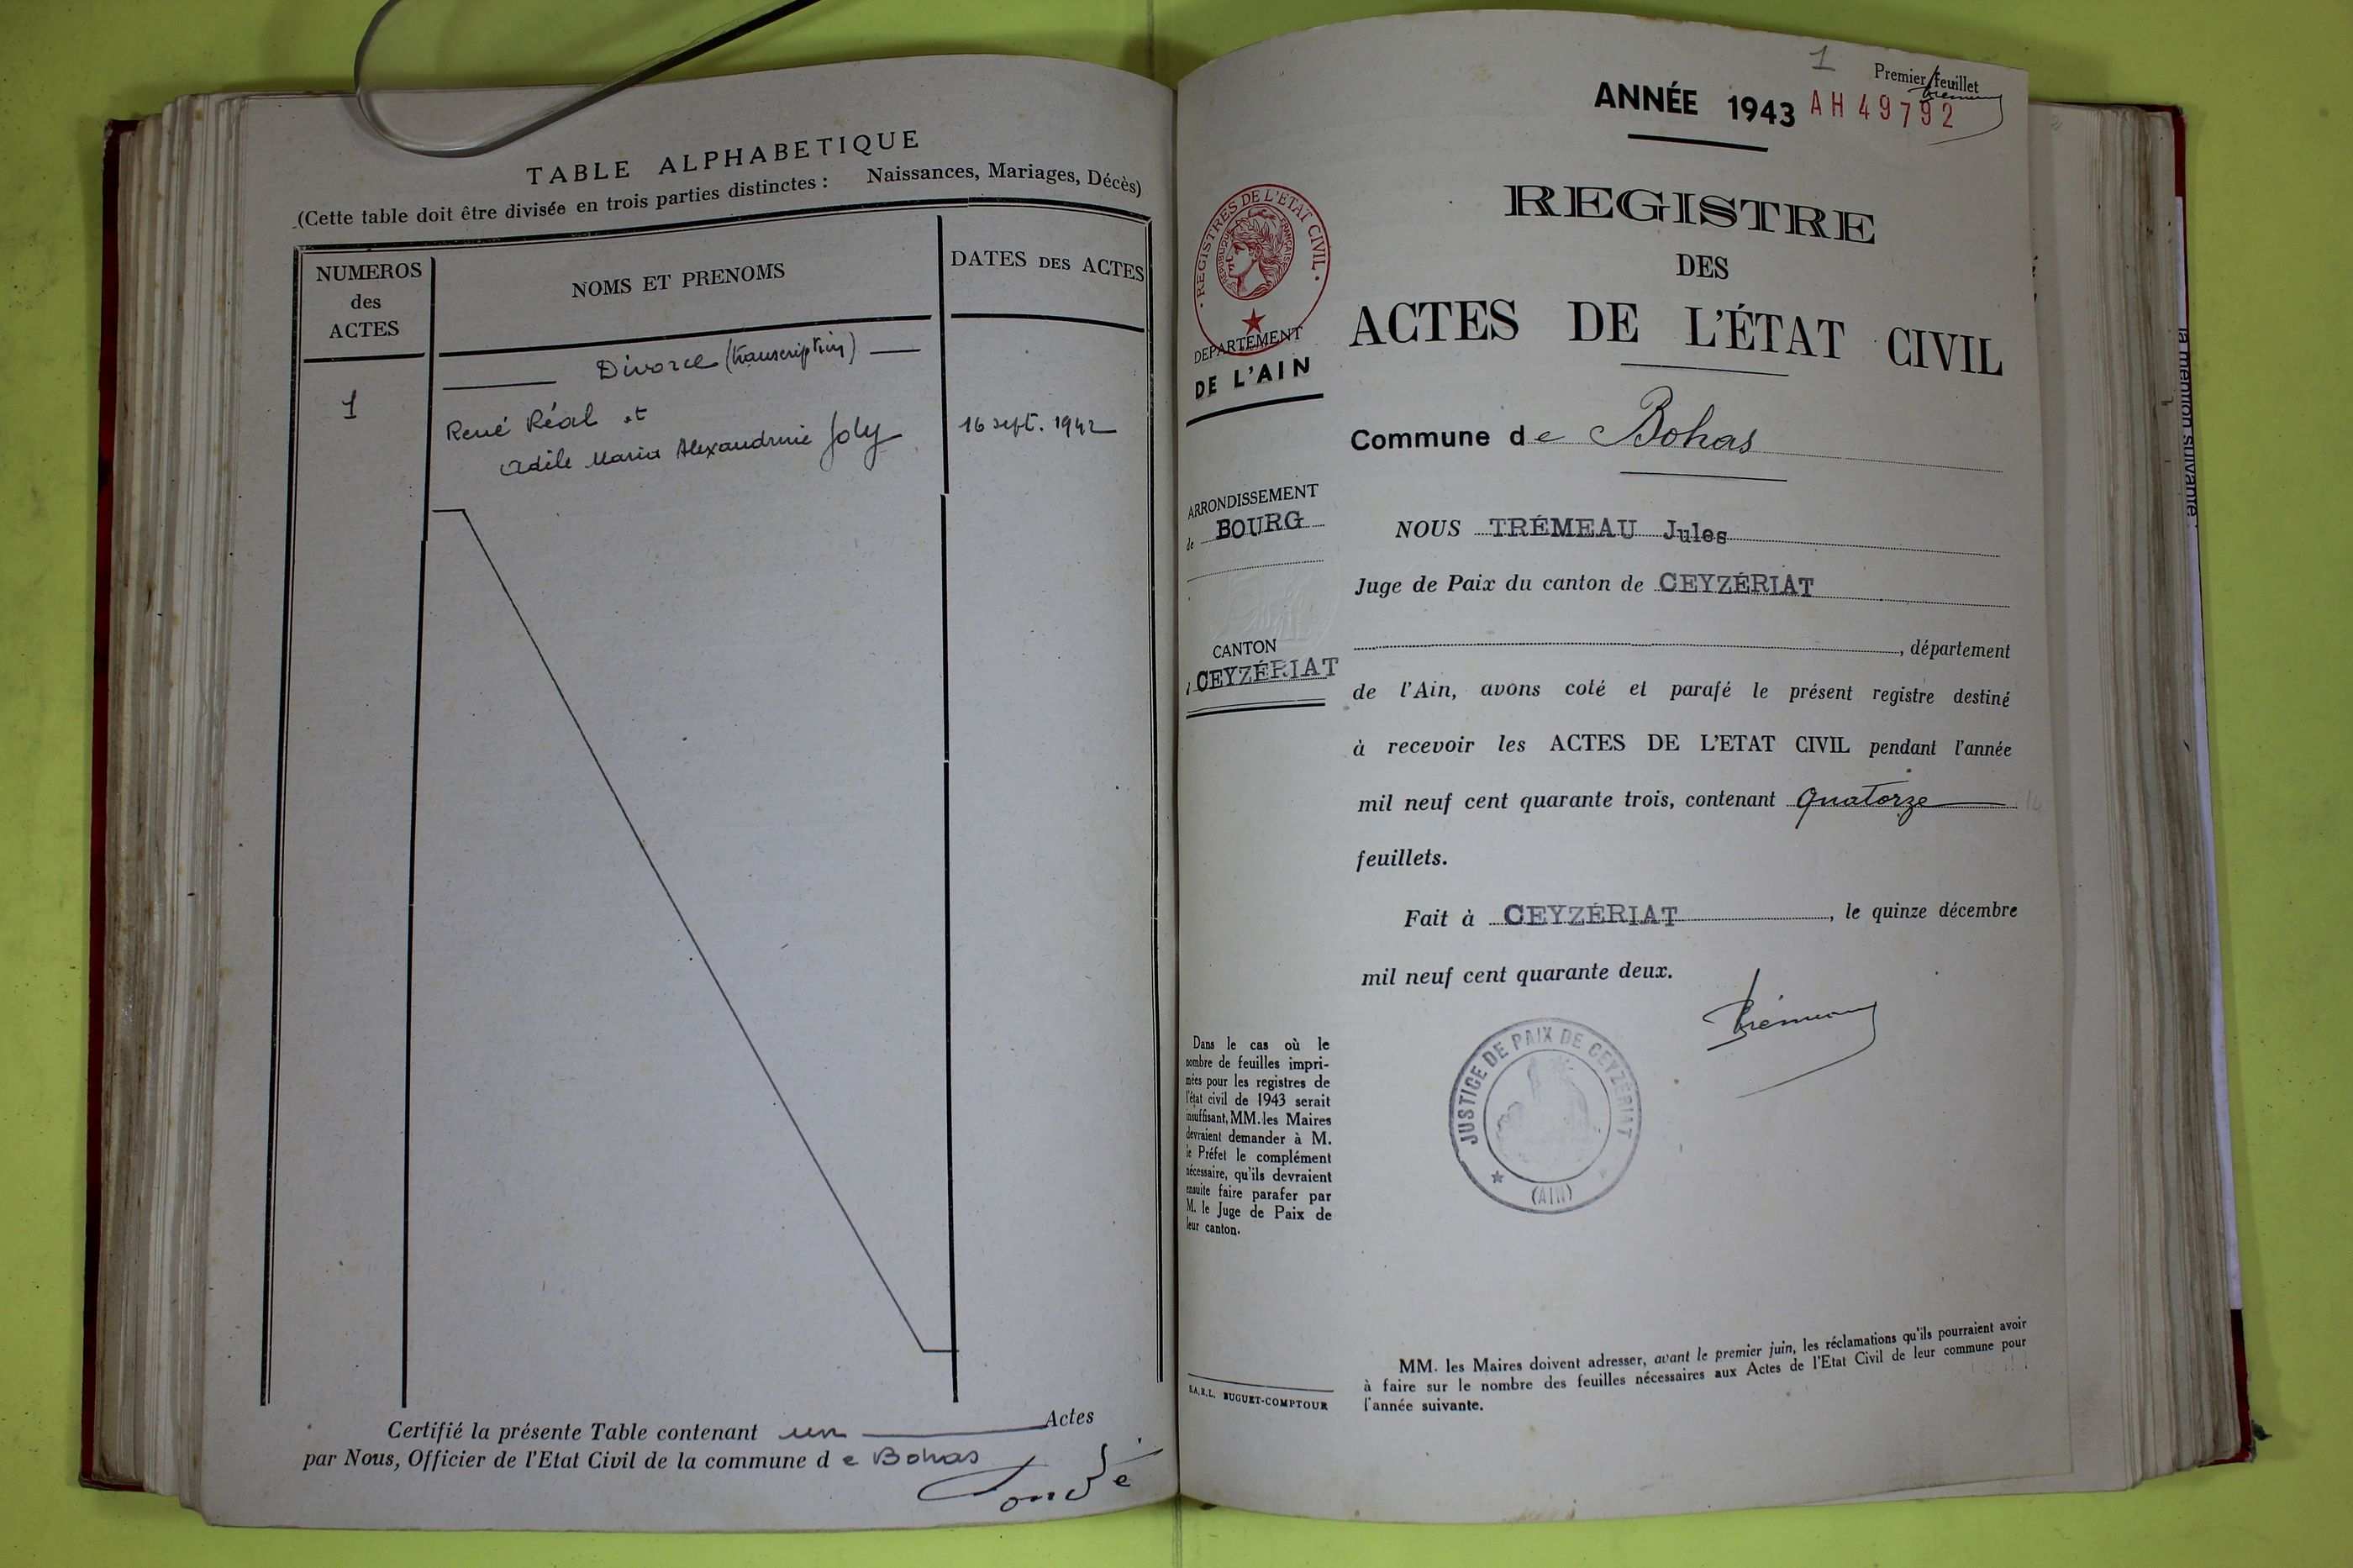 TABLE ALPHABETIQUE
(Cette table doit être divisée en trois parties distinctes : Naissances, Mariages, Décès)
NUMEROS
des
ACTES
NOMS ET PRENOMS
DATES DES ACTES
Divorce (transcription)
1
René Réal et
Adèle Maria Alexandrine Joly
16 sept. 1942
Certifié la présente Table contenant un Actes
par Nous, Officier de l'Etat Civil de la commune d e Bohas
1
Premier feuillet
ANNÉE 1943
AH 49792
REGISTRES DE L'ÉTAT CIVIL
RÉPUBLIQUE FRANÇAISE
DÉPARTEMENT
DE L'AIN
ARRONDISSEMENT
de BOURG
CANTON
CEYZÉRIAT
REGISTRE
DES
ACTES DE L'ÉTAT CIVIL
Commune de Bohas
NOUS TRÉMEAU Jules
Juge de Paix du canton de CEYZÉRIAT
, département
de l'Ain, avons coté et parafé le présent registre destiné
à recevoir les ACTES DE L'ETAT CIVIL pendant l'année
mil neuf cent quarante trois, contenant Quatorze
feuillets.
Fait à CEYZÉRIAT, le quinze décembre
mil neuf cent quarante deux.
Trémeau
JUSTICE DE PAIX DE CEYZÉRIAT
(AIN)
Dans le cas où le
nombre de feuilles impri-
mées pour les registres de
l'état civil de 1943 serait
insuffisant, MM. les Maires
devraient demander à M.
le Préfet le complément
nécessaire, qu'ils devraient
ensuite faire parafer par
M. le Juge de Paix de
leur canton.
S.A.R.L. BUGUET-COMPTOUR
MM. les Maires doivent adresser, avant le premier juin, les réclamations qu'ils pourraient avoir
à faire sur le nombre des feuilles nécessaires aux Actes de l'Etat Civil de leur commune pour
l'année suivante.
la mention suivante